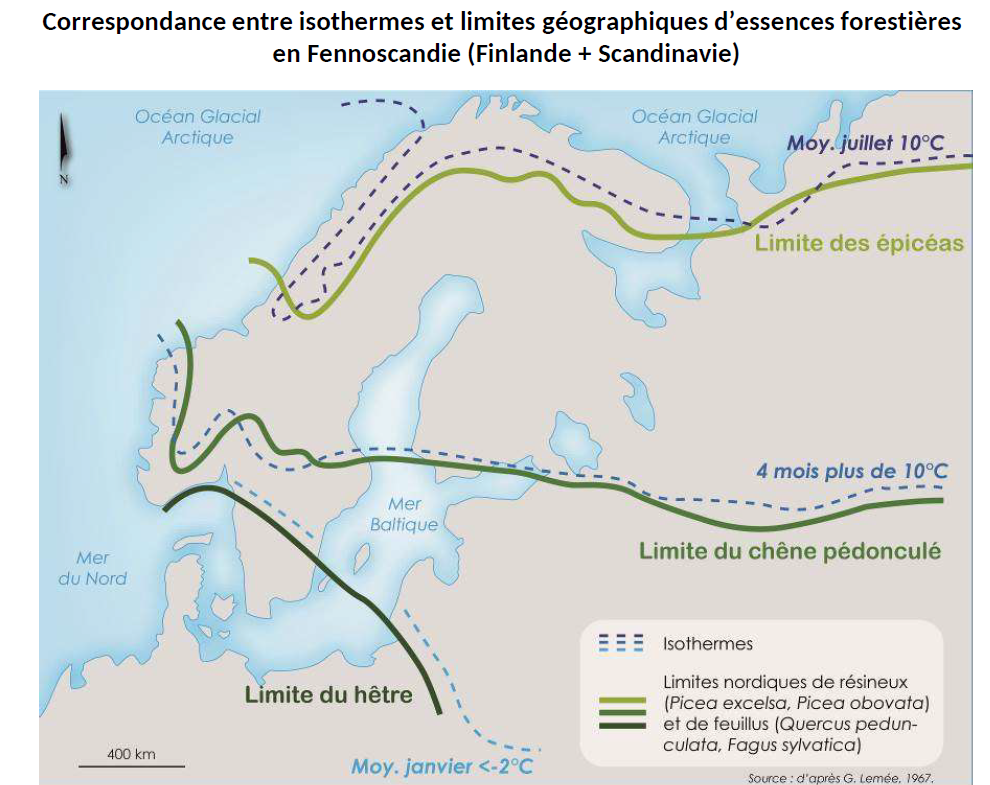 Correspondance entre isothermes et limites géographiques d’essences forestières
en Fennoscandie (Finlande + Scandinavie)
Océan Glacial
Arctique
Océan Glacial
Arctique
Moy. juillet 10°C
N
Limite des épicéas
4 mois plus de 10°C
Mer
Baltique
Limite du chêne pédonculé
Mer
du Nord
Isothermes
Limites nordiques de résineux
(Picea excelsa, Picea obovata)
et de feuillus (Quercus pedun-
culata, Fagus sylvatica)
Limite du hêtre
400 km
Moy. janvier <-2°C
Source : d’après G. Lemée, 1967.